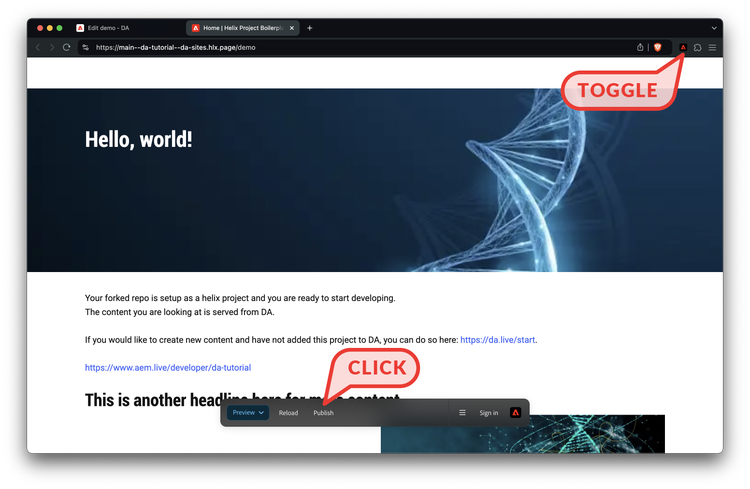 Edit demo - DA
Home | Helix Project Boilerpl
https://main--da-tutorial--da-sites.hlx.page/demo
TOGGLE
Hello, world!
Your forked repo is setup as a helix project and you are ready to start developing.
The content you are looking at is served from DA.
If you would like to create new content and have not added this project to DA, you can do so here: https://da.live/start.
https://www.aem.live/developer/da-tutorial
CLICK
This is another headline here for more content
Preview
Reload
Publish
Sign in